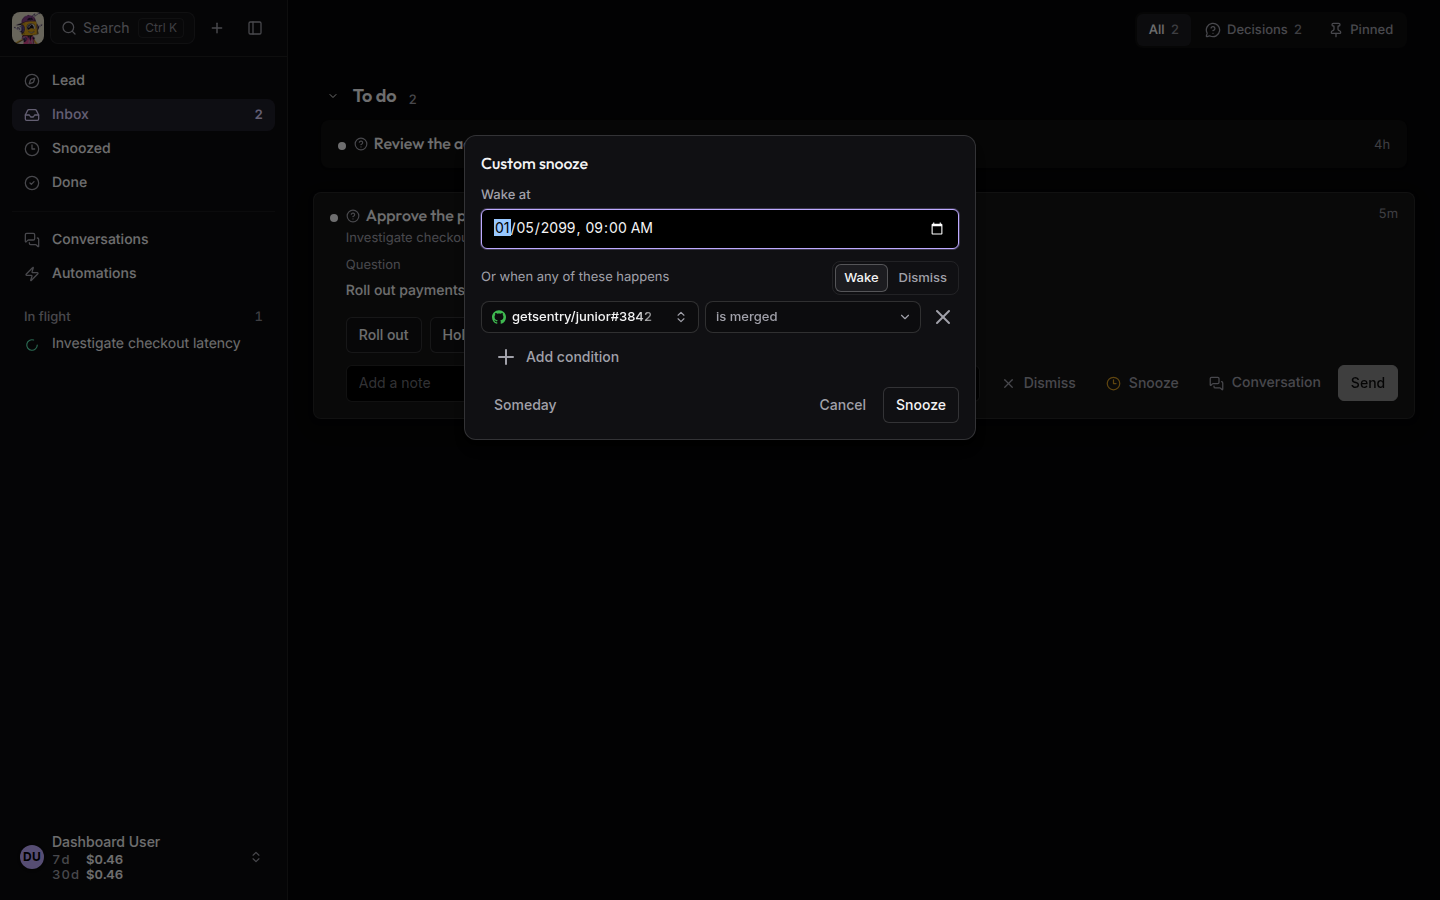 Search Ctrl K
All 2 Decisions 2 Pinned
Lead
Inbox 2
Snoozed
Done
Conversations
Automations
In flight 1
Investigate checkout latency
Dashboard User
DU
7d $0.46
30d $0.46
To do 2
Review the a
4h
Approve the p
5m
Investigate checkou
Question
Roll out payments
Roll out
Hol
Add a note
Dismiss Snooze Conversation Send
Custom snooze
Wake at
01/05/2099, 09:00 AM
Or when any of these happens Wake Dismiss
getsentry/junior#3842 is merged
Add condition
Someday Cancel Snooze